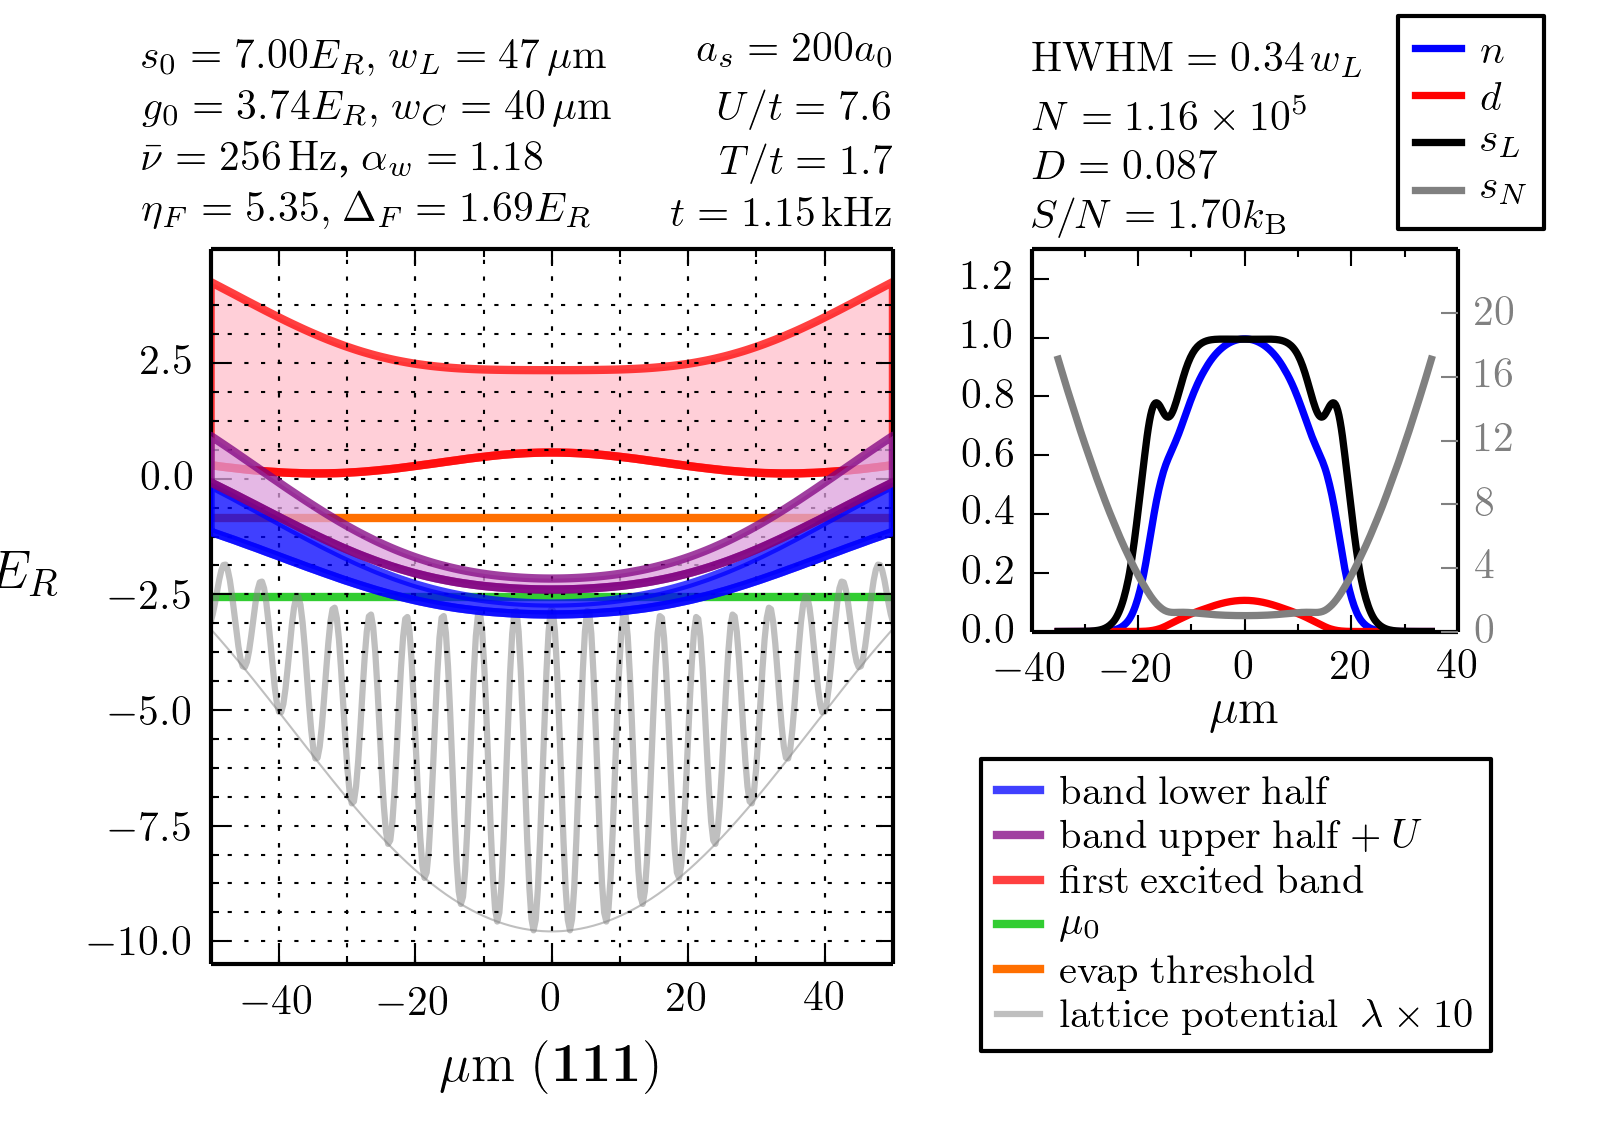 s₀ = 7.00E_R, w_L = 47 μm
g₀ = 3.74E_R, w_C = 40 μm
ν̄ = 256 Hz, α_w = 1.18
η_F = 5.35, Δ_F = 1.69E_R
a_s = 200a₀
U/t = 7.6
T/t = 1.7
t = 1.15 kHz
HWHM = 0.34 w_L
N = 1.16 × 10⁵
D = 0.087
S/N = 1.70k_B
n
d
s_L
s_N
2.5
0.0
−2.5
−5.0
−7.5
−10.0
E_R
−40 −20 0 20 40
μm (111)
1.2
1.0
0.8
0.6
0.4
0.2
0.0
20
16
12
8
4
0
−40 −20 0 20 40
μm
band lower half
band upper half + U
first excited band
μ₀
evap threshold
lattice potential λ × 10